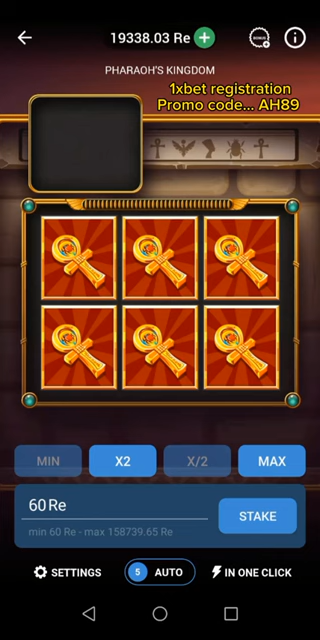 19338.03 Re
BONUS
PHARAOH'S KINGDOM
1xbet registration
Promo code... AH89
MIN
X2
X/2
MAX
60 Re
STAKE
min 60 Re - max 158739.65 Re
SETTINGS
5
AUTO
IN ONE CLICK